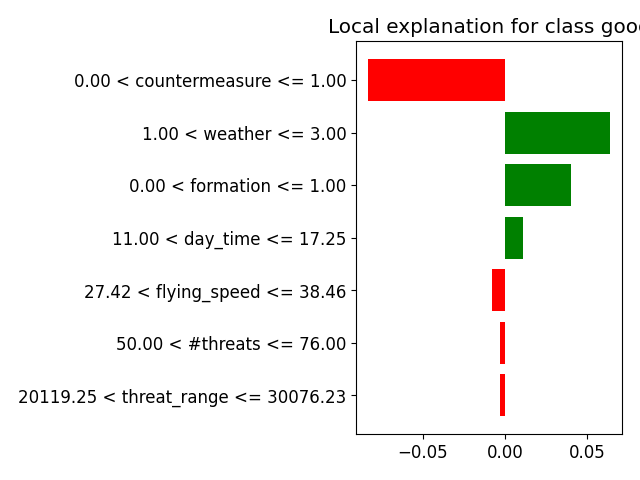 Local explanation for class goo
0.00 < countermeasure <= 1.00
1.00 < weather <= 3.00
0.00 < formation <= 1.00
11.00 < day_time <= 17.25
27.42 < flying_speed <= 38.46
50.00 < #threats <= 76.00
20119.25 < threat_range <= 30076.23
−0.05 0.00 0.05